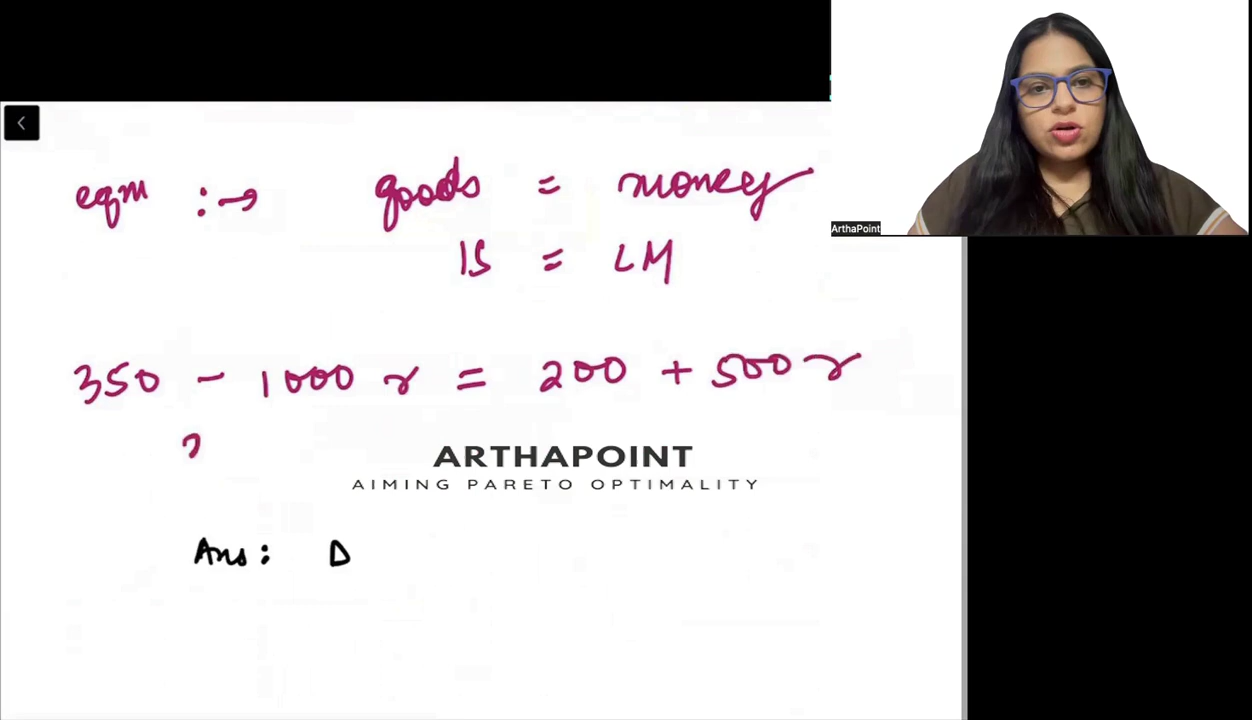 eqm :→ goods = money
IS = LM
350 - 1000 r = 200 + 500 r
ARTHAPOINT
AIMING PARETO OPTIMALITY
Ans : D
ArthaPoint